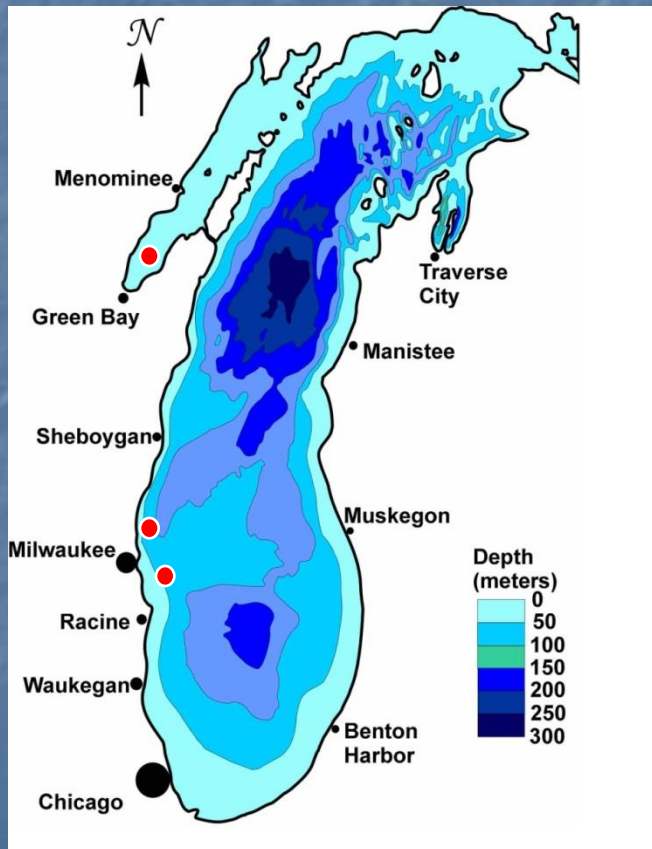 N
Menominee
Green Bay
Traverse
City
Manistee
Sheboygan
Muskegon
Milwaukee
Racine
Waukegan
Benton
Harbor
Chicago
Depth
(meters)
0
50
100
150
200
250
300